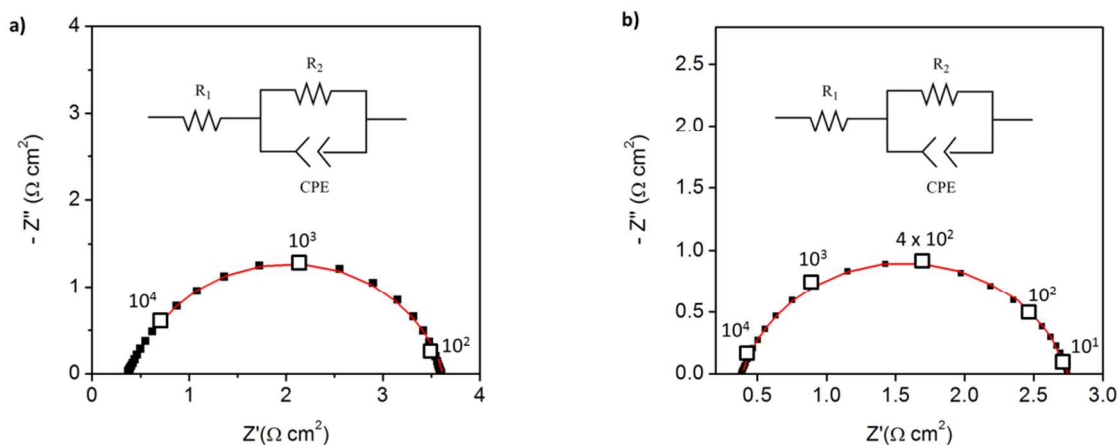 a)
- Z'' (Ω cm²)
4
3
2
1
0
R₁
R₂
CPE
10⁴
10³
10²
0
1
2
3
4
Z'(Ω cm²)
b)
- Z'' (Ω cm²)
2.5
2.0
1.5
1.0
0.5
0.0
R₁
R₂
CPE
10⁴
10³
4 x 10²
10²
10¹
0.5
1.0
1.5
2.0
2.5
3.0
Z'(Ω cm²)